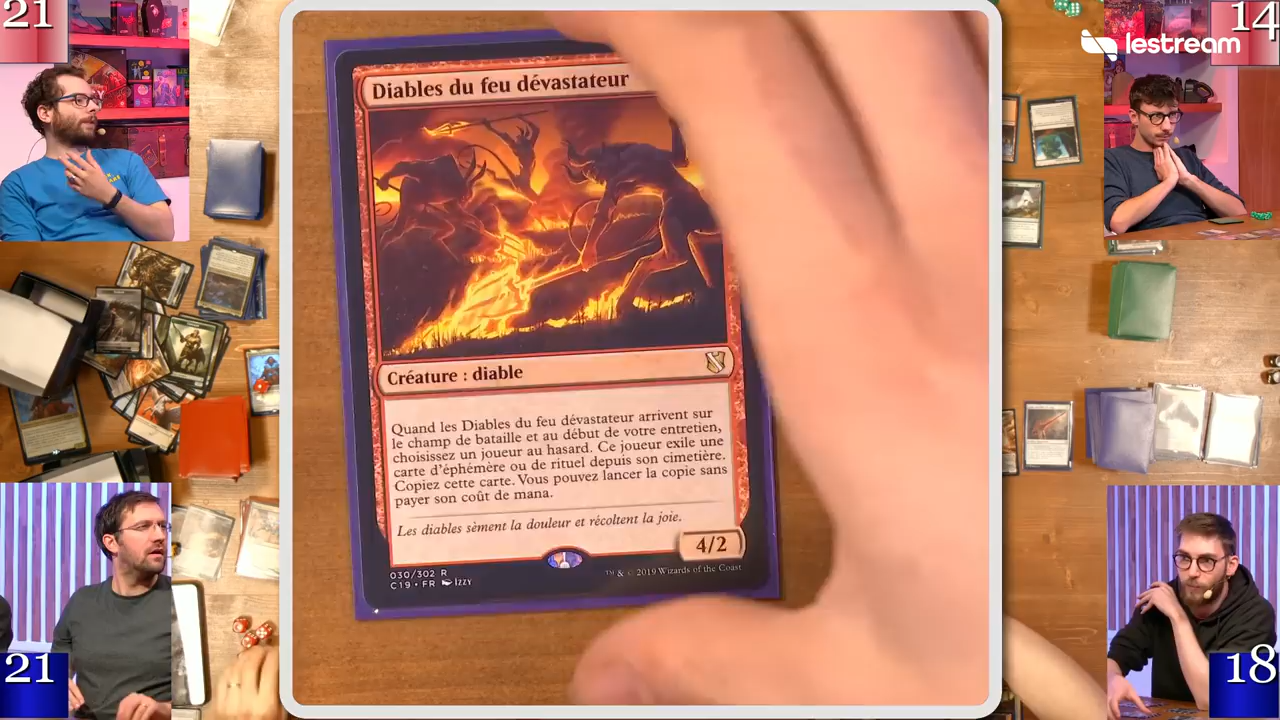 21
14
lestream
Diables du feu dévastateur
Créature : diable
Quand les Diables du feu dévastateur arrivent sur
le champ de bataille et au début de votre entretien,
choisissez un joueur au hasard. Ce joueur exile une
carte d'éphémère ou de rituel depuis son cimetière.
Copiez cette carte. Vous pouvez lancer la copie sans
payer son coût de mana.
Les diables sèment la douleur et récoltent la joie.
4/2
030/302 R
C19 • FR IZZY
™ & © 2019 Wizards of the Coast
21
18